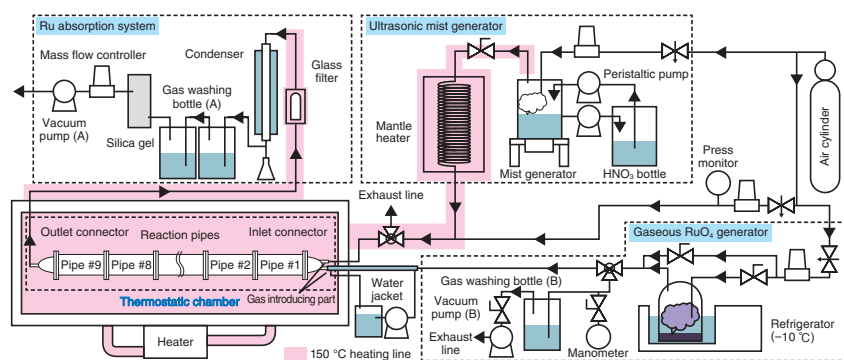 Ru absorption system
Mass flow controller
Condenser
Glass
filter
Gas washing
bottle (A)
Vacuum
pump (A)
Silica gel
Ultrasonic mist generator
Peristaltic pump
Mantle
heater
Mist generator
HNO₃ bottle
Air cylinder
Press
monitor
Exhaust line
Outlet connector
Reaction pipes
Inlet connector
Pipe #9
Pipe #8
Pipe #2
Pipe #1
Thermostatic chamber
Gas introducing part
Water
jacket
Heater
150 °C heating line
Gaseous RuO₄ generator
Gas washing bottle (B)
Vacuum
pump (B)
Exhaust
line
Manometer
Refrigerator
(−10 °C)